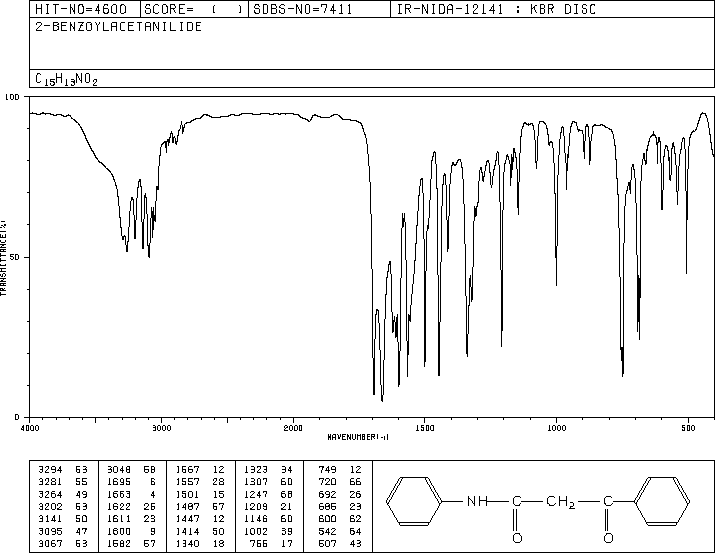 HIT-NO=4600 SCORE= ( ) SDBS-NO=7411 IR-NIDA-12141 : KBR DISC
2-BENZOYLACETANILIDE
C15H13NO2
100
TRANSMITTANCE(%)
50
0
4000 3000 2000 1500 1000 500
WAVENUMBER(-1)
3294 53 3048 58 1567 12 1323 34 749 12
3281 55 1695 6 1557 28 1307 60 720 66
3264 49 1663 4 1501 15 1247 68 692 26
3202 53 1622 26 1487 57 1209 21 686 23
3141 50 1611 23 1447 12 1146 60 600 62
3095 47 1600 9 1414 50 1002 39 542 64
3067 53 1582 57 1340 18 756 17 507 43
NH C CH2 C
O O